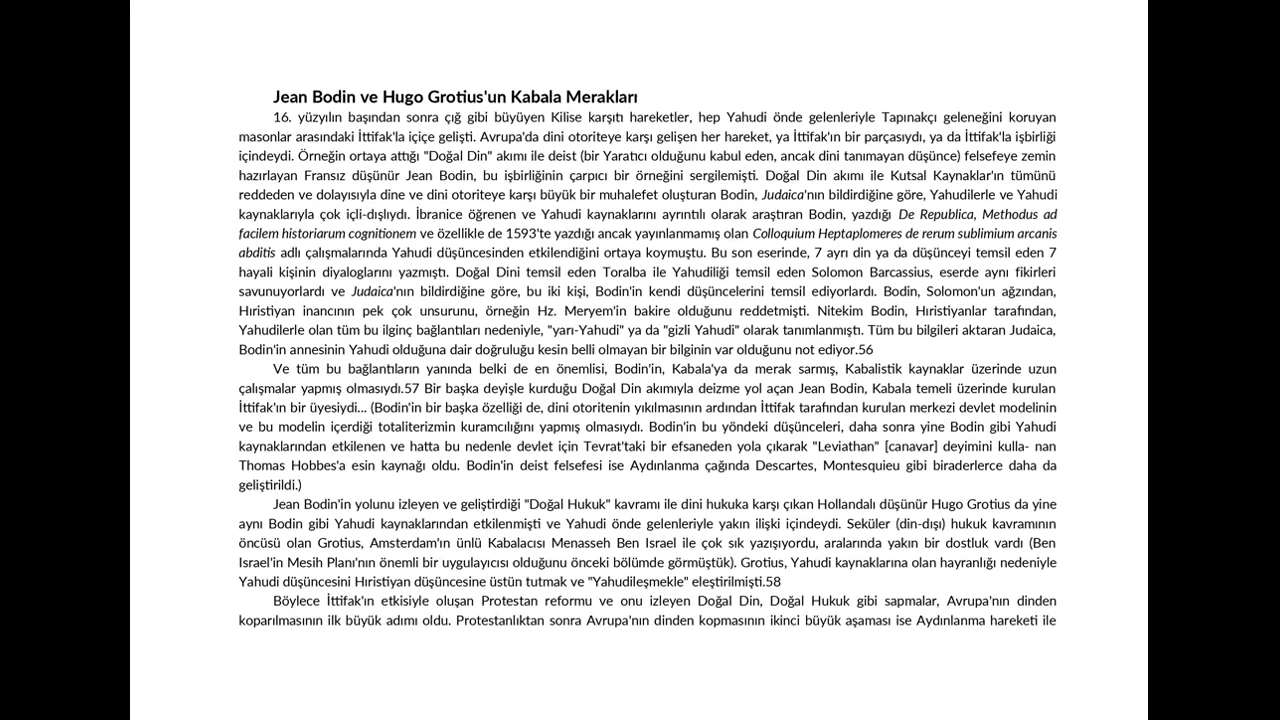 Jean Bodin ve Hugo Grotius'un Kabala Merakları
16. yüzyılın başından sonra çığ gibi büyüyen Kilise karşıtı hareketler, hep Yahudi önde gelenleriyle Tapınakçı geleneğini koruyan
masonlar arasındaki İttifak'la içiçe gelişti. Avrupa'da dini otoriteye karşı gelişen her hareket, ya İttifak'ın bir parçasıydı, ya da İttifak'la işbirliği
içindeydi. Örneğin ortaya attığı "Doğal Din" akımı ile deist (bir Yaratıcı olduğunu kabul eden, ancak dini tanımayan düşünce) felsefeye zemin
hazırlayan Fransız düşünür Jean Bodin, bu işbirliğinin çarpıcı bir örneğini sergilemişti. Doğal Din akımı ile Kutsal Kaynaklar'ın tümünü
reddeden ve dolayısıyla dine ve dini otoriteye karşı büyük bir muhalefet oluşturan Bodin, Judaica'nın bildirdiğine göre, Yahudilerle ve Yahudi
kaynaklarıyla çok içli-dışlıydı. İbranice öğrenen ve Yahudi kaynaklarını ayrıntılı olarak araştıran Bodin, yazdığı De Republica, Methodus ad
facilem historiarum cognitionem ve özellikle de 1593'te yazdığı ancak yayınlanmamış olan Colloquium Heptaplomeres de rerum sublimium arcanis
abditis adlı çalışmalarında Yahudi düşüncesinden etkilendiğini ortaya koymuştu. Bu son eserinde, 7 ayrı din ya da düşünceyi temsil eden 7
hayali kişinin diyaloglarını yazmıştı. Doğal Dini temsil eden Toralba ile Yahudiliği temsil eden Solomon Barcassius, eserde aynı fikirleri
savunuyorlardı ve Judaica'nın bildirdiğine göre, bu iki kişi, Bodin'in kendi düşüncelerini temsil ediyorlardı. Bodin, Solomon'un ağzından,
Hıristiyan inancının pek çok unsurunu, örneğin Hz. Meryem'in bakire olduğunu reddetmişti. Nitekim Bodin, Hıristiyanlar tarafından,
Yahudilerle olan tüm bu ilginç bağlantıları nedeniyle, "yarı-Yahudi" ya da "gizli Yahudi" olarak tanımlanmıştı. Tüm bu bilgileri aktaran Judaica,
Bodin'in annesinin Yahudi olduğuna dair doğruluğu kesin belli olmayan bir bilginin var olduğunu not ediyor.56
Ve tüm bu bağlantıların yanında belki de en önemlisi, Bodin'in, Kabala'ya da merak sarmış, Kabalistik kaynaklar üzerinde uzun
çalışmalar yapmış olmasıydı.57 Bir başka deyişle kurduğu Doğal Din akımıyla deizme yol açan Jean Bodin, Kabala temeli üzerinde kurulan
İttifak'ın bir üyesiydi... (Bodin'in bir başka özelliği de, dini otoritenin yıkılmasının ardından İttifak tarafından kurulan merkezi devlet modelinin
ve bu modelin içerdiği totaliterizmin kuramcılığını yapmış olmasıydı. Bodin'in bu yöndeki düşünceleri, daha sonra yine Bodin gibi Yahudi
kaynaklarından etkilenen ve hatta bu nedenle devlet için Tevrat'taki bir efsaneden yola çıkarak "Leviathan" [canavar] deyimini kulla- nan
Thomas Hobbes'a esin kaynağı oldu. Bodin'in deist felsefesi ise Aydınlanma çağında Descartes, Montesquieu gibi biraderlerce daha da
geliştirildi.)
Jean Bodin'in yolunu izleyen ve geliştirdiği "Doğal Hukuk" kavramı ile dini hukuka karşı çıkan Hollandalı düşünür Hugo Grotius da yine
aynı Bodin gibi Yahudi kaynaklarından etkilenmişti ve Yahudi önde gelenleriyle yakın ilişki içindeydi. Seküler (din-dışı) hukuk kavramının
öncüsü olan Grotius, Amsterdam'ın ünlü Kabalacısı Menasseh Ben Israel ile çok sık yazışıyordu, aralarında yakın bir dostluk vardı (Ben
Israel'in Mesih Planı'nın önemli bir uygulayıcısı olduğunu önceki bölümde görmüştük). Grotius, Yahudi kaynaklarına olan hayranlığı nedeniyle
Yahudi düşüncesini Hıristiyan düşüncesine üstün tutmak ve "Yahudileşmekle" eleştirilmişti.58
Böylece İttifak'ın etkisiyle oluşan Protestan reformu ve onu izleyen Doğal Din, Doğal Hukuk gibi sapmalar, Avrupa'nın dinden
koparılmasının ilk büyük adımı oldu. Protestanlıktan sonra Avrupa'nın dinden kopmasının ikinci büyük aşaması ise Aydınlanma hareketi ile